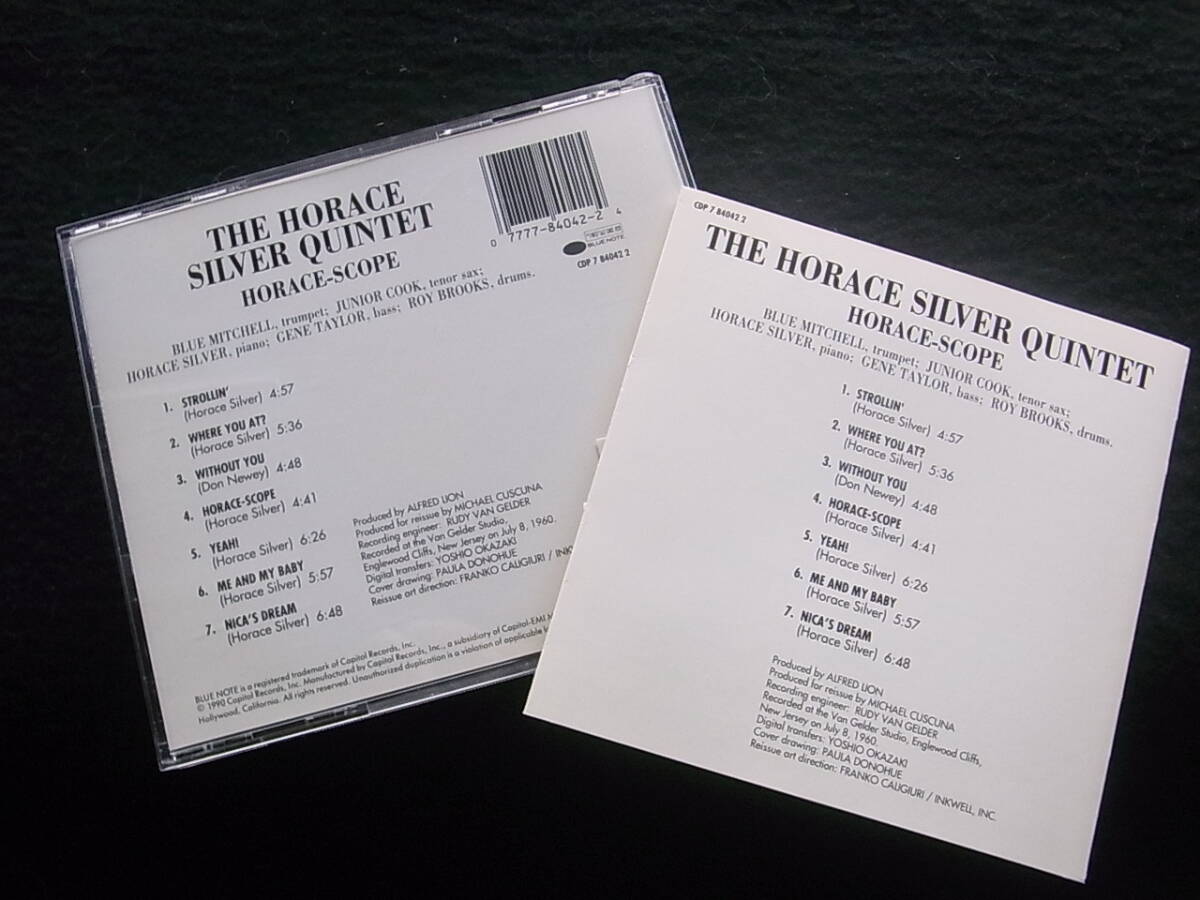 THE HORACE
SILVER QUINTET
HORACE-SCOPE
0 7777-84042-2 4
BLUE NOTE
CDP 7 84042 2
BLUE MITCHELL, trumpet; JUNIOR COOK, tenor sax;
HORACE SILVER, piano; GENE TAYLOR, bass; ROY BROOKS, drums.
1. STROLLIN'
(Horace Silver) 4:57
2. WHERE YOU AT?
(Horace Silver) 5:36
3. WITHOUT YOU
(Don Newey) 4:48
4. HORACE-SCOPE
(Horace Silver) 4:41
5. YEAH!
(Horace Silver) 6:26
6. ME AND MY BABY
(Horace Silver) 5:57
7. NICA'S DREAM
(Horace Silver) 6:48
Produced by ALFRED LION
Produced for reissue by MICHAEL CUSCUNA
Recording engineer: RUDY VAN GELDER
Recorded at the Van Gelder Studio,
Englewood Cliffs, New Jersey on July 8, 1960.
Digital transfers: YOSHIO OKAZAKI
Cover drawing: PAULA DONOHUE
Reissue art direction: FRANKO CALIGIURI / INKW
BLUE NOTE is a registered trademark of Capitol Records, Inc.
© 1990 Capitol Records, Inc. Manufactured by Capitol Records, Inc., a subsidiary of Capitol-EMI M
Hollywood, California. All rights reserved. Unauthorized duplication is a violation of applicable
CDP 7 84042 2
THE HORACE SILVER QUINTET
HORACE-SCOPE
BLUE MITCHELL, trumpet; JUNIOR COOK, tenor sax;
HORACE SILVER, piano; GENE TAYLOR, bass; ROY BROOKS, drums.
1. STROLLIN'
(Horace Silver) 4:57
2. WHERE YOU AT?
(Horace Silver) 5:36
3. WITHOUT YOU
(Don Newey) 4:48
4. HORACE-SCOPE
(Horace Silver) 4:41
5. YEAH!
(Horace Silver) 6:26
6. ME AND MY BABY
(Horace Silver) 5:57
7. NICA'S DREAM
(Horace Silver) 6:48
Produced by ALFRED LION
Produced for reissue by MICHAEL CUSCUNA
Recording engineer: RUDY VAN GELDER
Recorded at the Van Gelder Studio, Englewood Cliffs,
New Jersey on July 8, 1960.
Digital transfers: YOSHIO OKAZAKI
Cover drawing: PAULA DONOHUE
Reissue art direction: FRANKO CALIGIURI / INKWELL, INC.